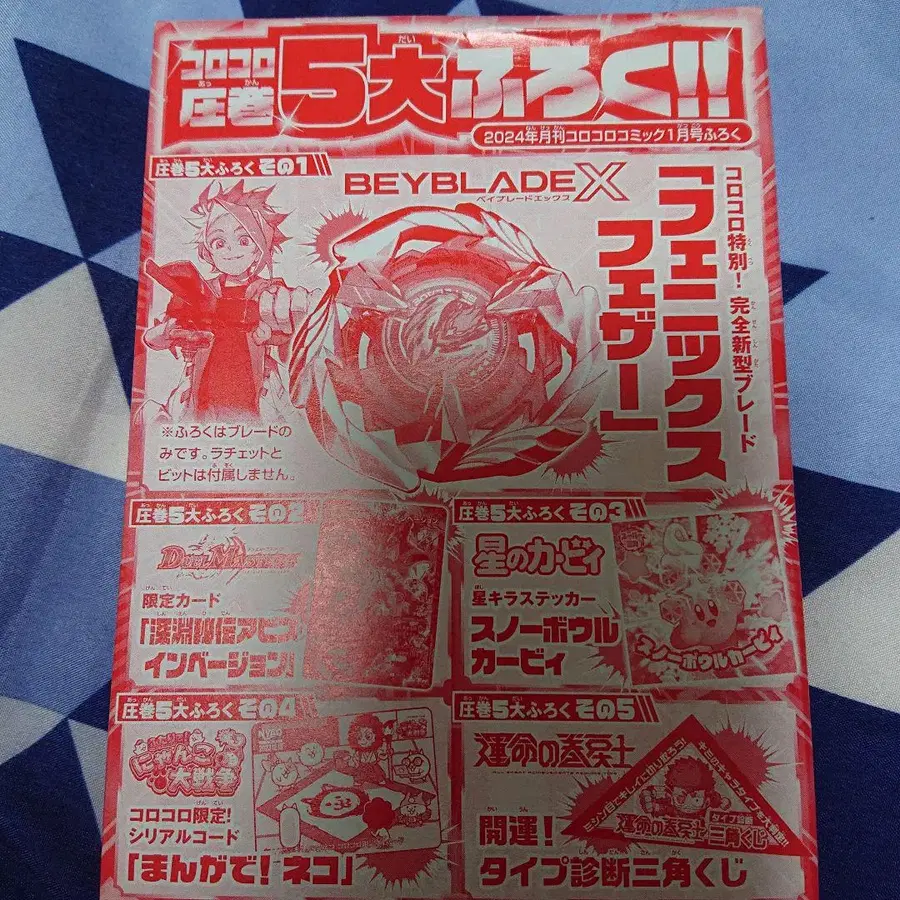 コロコロ
圧巻
5大ふろく!!
2024年月刊コロコロコミック1月号ふろく
圧巻5大ふろく その1
BEYBLADE X
ベイブレードエックス
コロコロ特別! 完全新型ブレード
「フェニックス
フェザー」
※ふろくはブレードの
みです。ラチェットと
ビットは付属しません。
圧巻5大ふろく その2
DUEL MASTERS
限定カード
「深淵秘伝アビス
インベージョン」
圧巻5大ふろく その3
星のカービィ
星キラステッカー
スノーボウル
カービィ
スノーボウルカービィ
圧巻5大ふろく その4
にゃんこ
大戦争
コロコロ限定!
シリアルコード
「まんがで! ネコ」
圧巻5大ふろく その5
運命の巻戻士
開運!
タイプ診断三角くじ
運命の巻戻士
タイプ診断
三角くじ